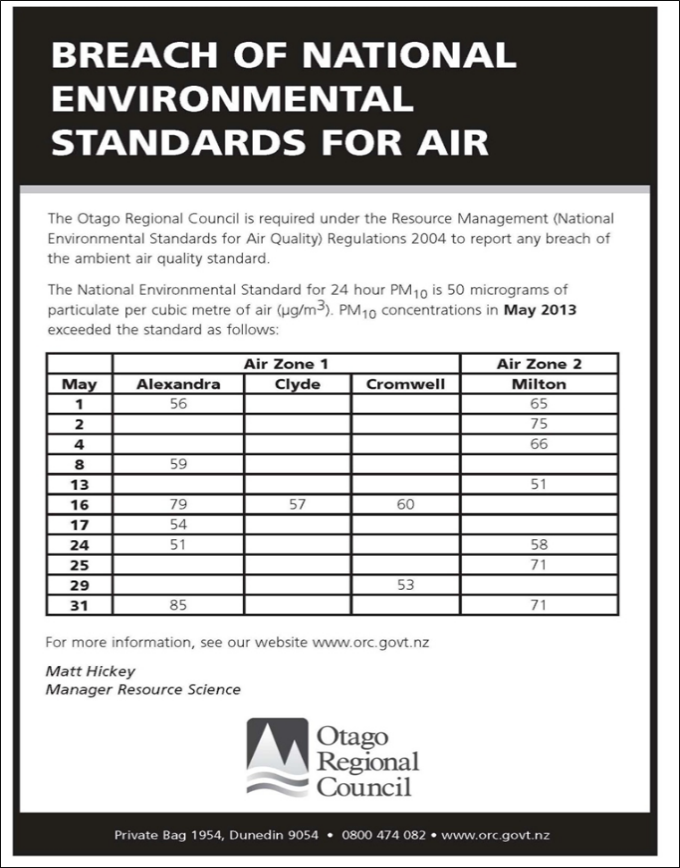 BREACH OF NATIONAL
ENVIRONMENTAL
STANDARDS FOR AIR
The Otago Regional Council is required under the Resource Management (National
Environmental Standards for Air Quality) Regulations 2004 to report any breach of
the ambient air quality standard.
The National Environmental Standard for 24 hour PM10 is 50 micrograms of
particulate per cubic metre of air (µg/m3). PM10 concentrations in May 2013
exceeded the standard as follows:
Air Zone 1 Air Zone 2
May Alexandra Clyde Cromwell Milton
1 56 65
2 75
4 66
8 59
13 51
16 79 57 60
17 54
24 51 58
25 71
29 53
31 85 71
For more information, see our website www.orc.govt.nz
Matt Hickey
Manager Resource Science
Otago
Regional
Council
Private Bag 1954, Dunedin 9054 • 0800 474 082 • www.orc.govt.nz